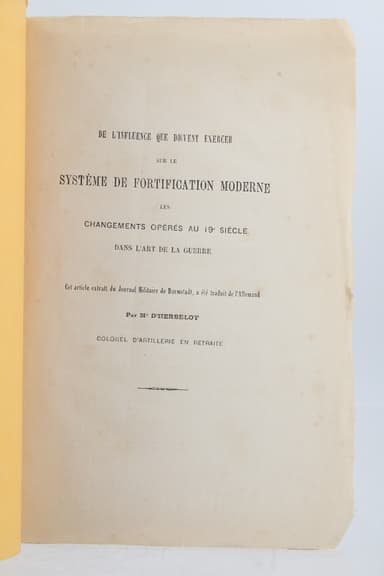 DE L'INFLUENCE QUE DOIVENT EXERCER
SUR LE
SYSTÈME DE FORTIFICATION MODERNE
LES
CHANGEMENTS OPÉRÉS AU 19e SIÈCLE
DANS L'ART DE LA GUERRE
Cet article extrait du Journal Militaire de Darmstadt, a été traduit de l'Allemand
Par Mr D'HERBELOT
COLONEL D'ARTILLERIE EN RETRAITE